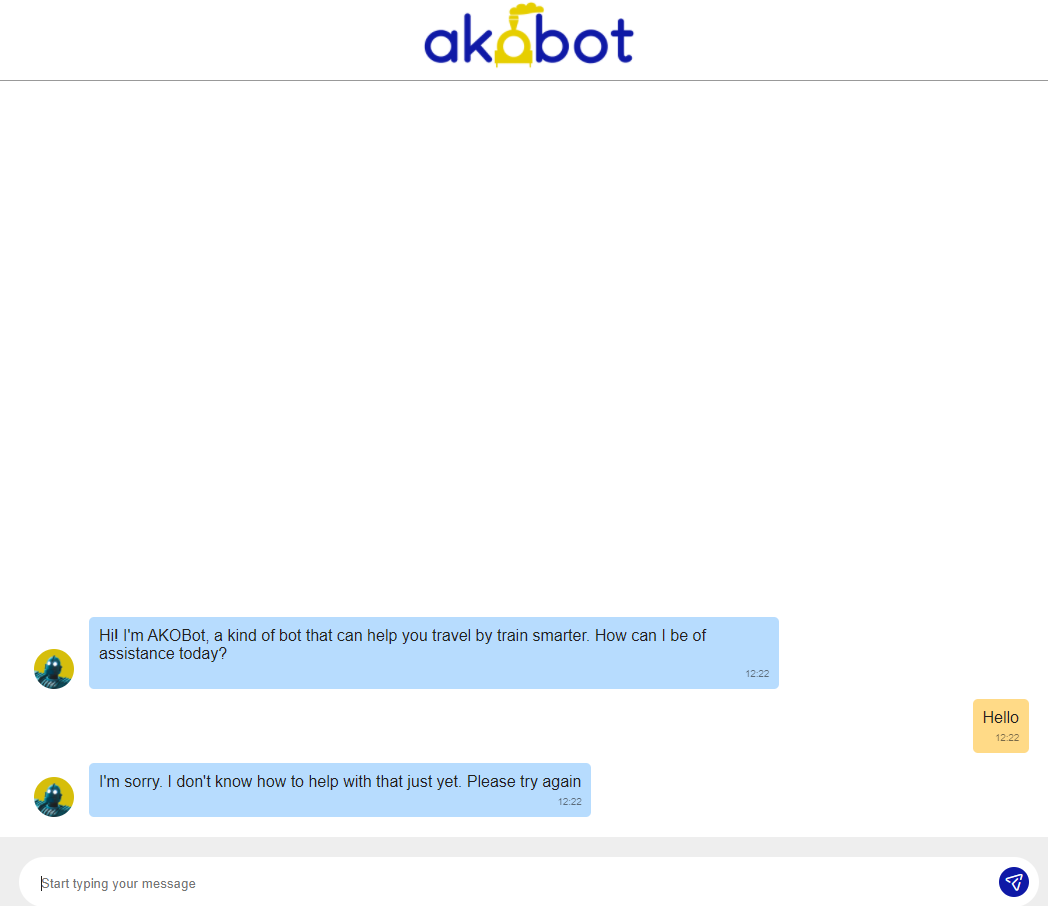 akobot
Hi! I'm AKOBot, a kind of bot that can help you travel by train smarter. How can I be of
assistance today?
12:22
Hello
12:22
I'm sorry. I don't know how to help with that just yet. Please try again
12:22
Start typing your message